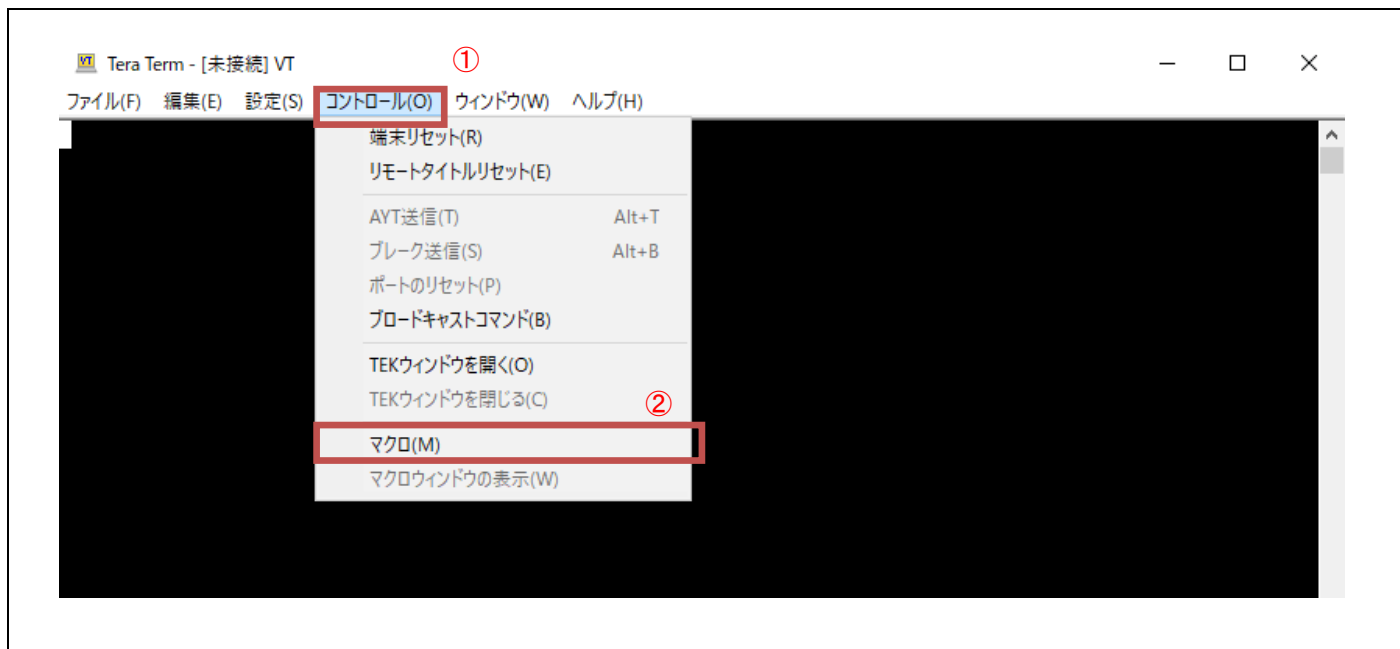 Tera Term - [未接続] VT
①
ファイル(F) 編集(E) 設定(S) コントロール(O) ウィンドウ(W) ヘルプ(H)
端末リセット(R)
リモートタイトルリセット(E)
AYT送信(T) Alt+T
ブレーク送信(S) Alt+B
ポートのリセット(P)
ブロードキャストコマンド(B)
TEKウィンドウを開く(O)
TEKウィンドウを閉じる(C)
②
マクロ(M)
マクロウィンドウの表示(W)